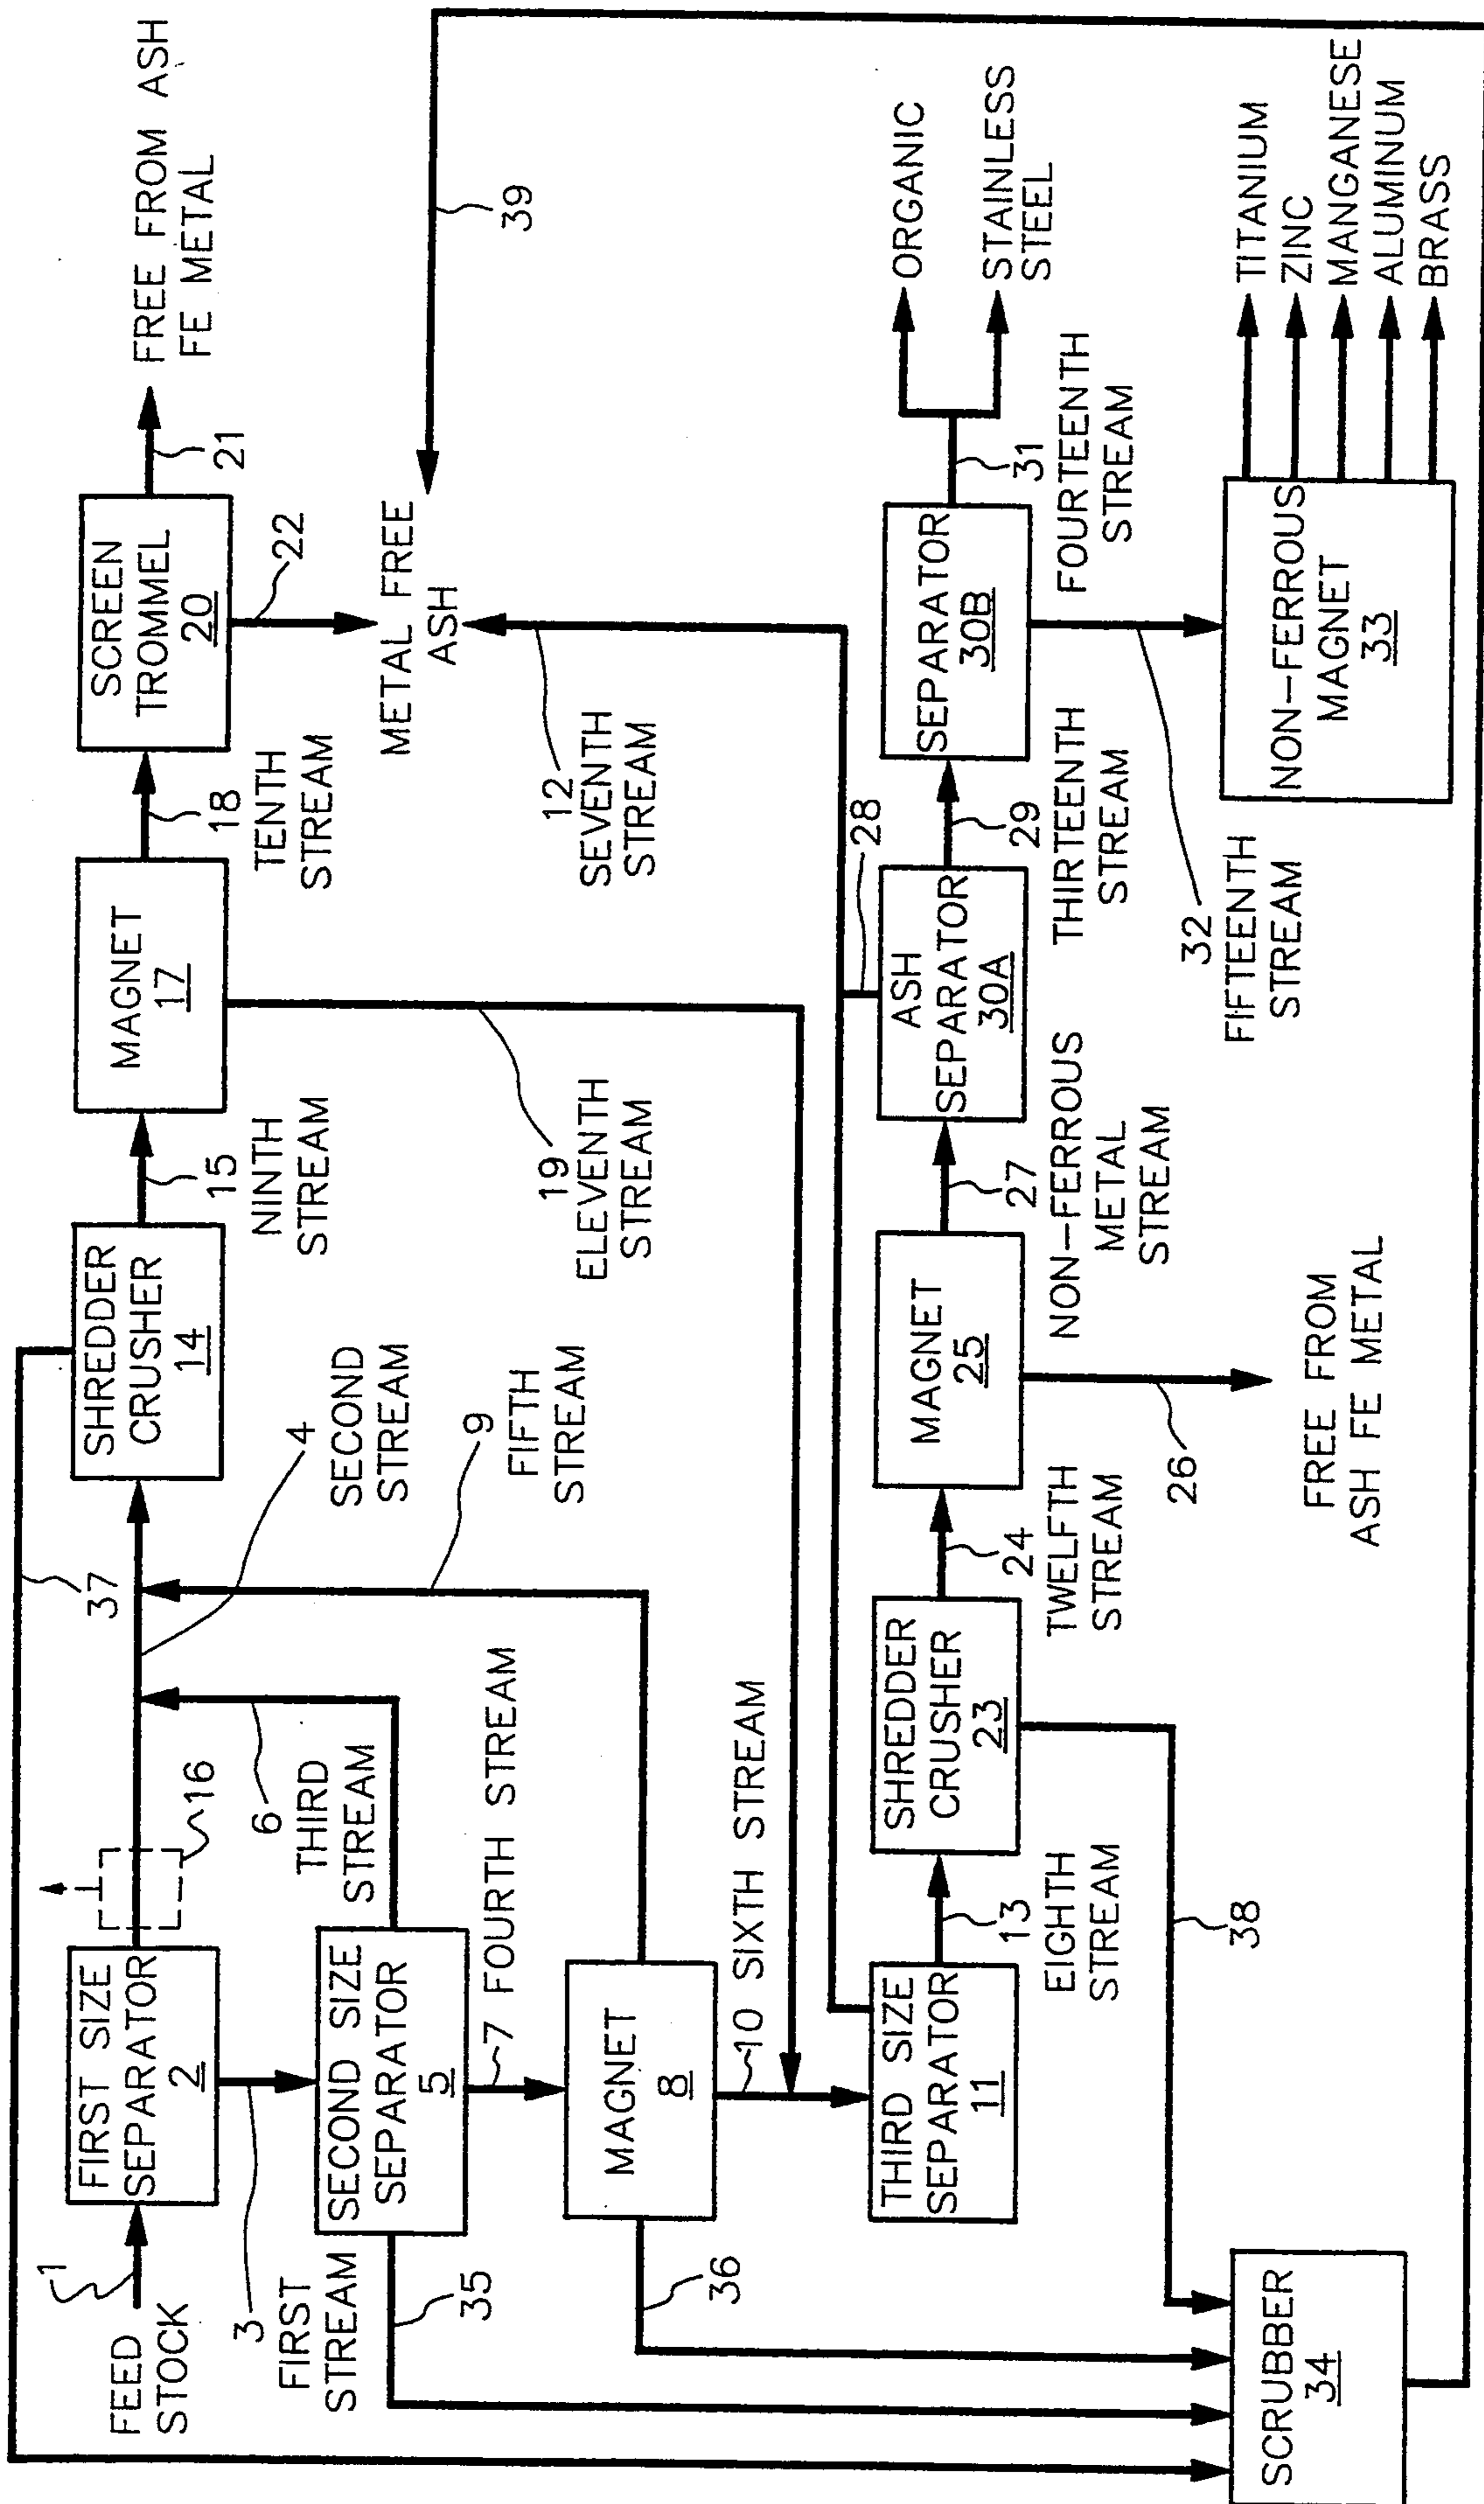 1
FEED
STOCK
FIRST SIZE
SEPARATOR
2
16
37
4
SECOND
STREAM
SHREDDER
CRUSHER
14
15
NINTH
STREAM
MAGNET
17
18
TENTH
STREAM
SCREEN
TROMMEL
20
21
FREE FROM ASH
FE METAL
22
METAL FREE
ASH
39
3
FIRST
STREAM
SECOND SIZE
SEPARATOR
5
6
THIRD
STREAM
35
7 FOURTH STREAM
9
FIFTH
STREAM
19
ELEVENTH
STREAM
12
SEVENTH
STREAM
MAGNET
8
36
10 SIXTH STREAM
THIRD SIZE
SEPARATOR
11
13
EIGHTH
STREAM
SHREDDER
CRUSHER
23
24
TWELFTH
STREAM
MAGNET
25
26
FREE FROM
ASH FE METAL
27
NON-FERROUS
METAL
STREAM
28
ASH
SEPARATOR
30A
29
THIRTEENTH
STREAM
SEPARATOR
30B
31
FOURTEENTH
STREAM
ORGANIC
STAINLESS
STEEL
32
FIFTEENTH
STREAM
NON-FERROUS
MAGNET
33
TITANIUM
ZINC
MANGANESE
ALUMINUM
BRASS
38
SCRUBBER
34